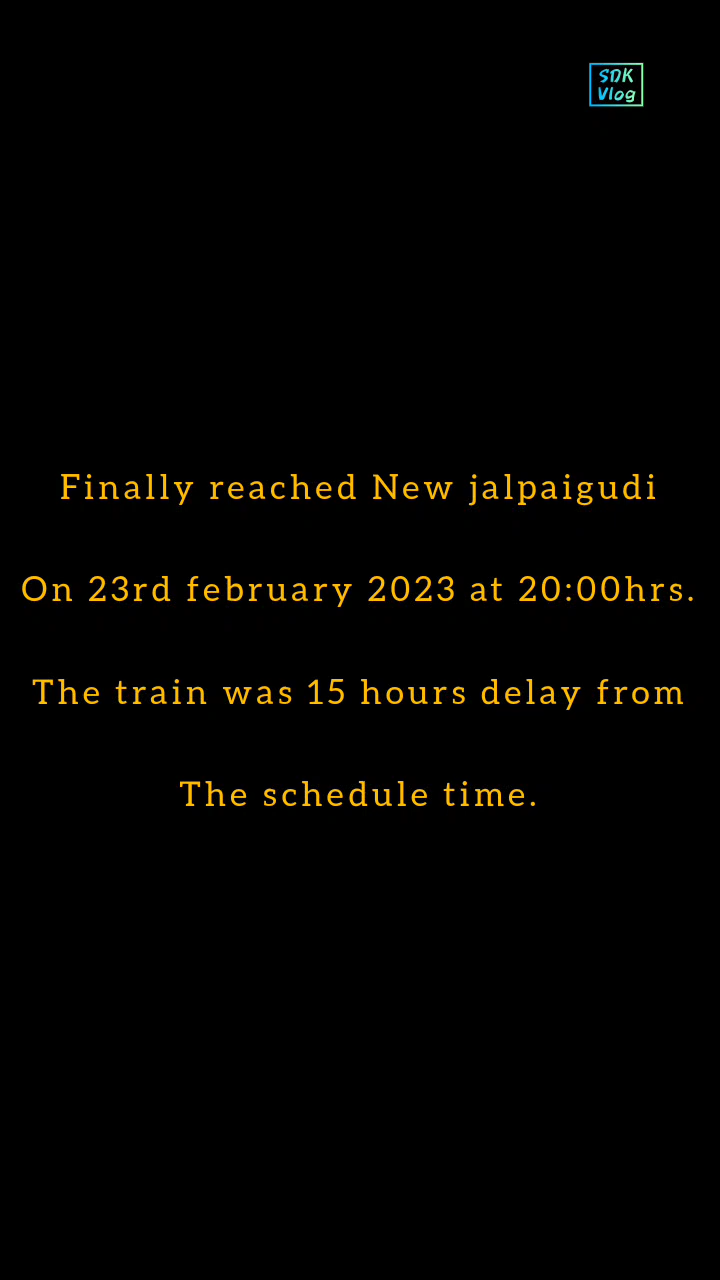 SDK
Vlog
Finally reached New jalpaigudi
On 23rd february 2023 at 20:00hrs.
The train was 15 hours delay from
The schedule time.